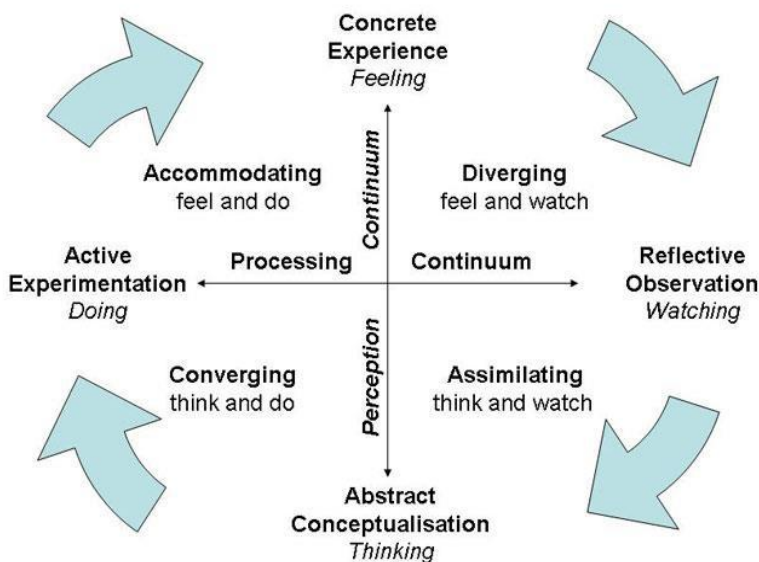 Concrete
Experience
Feeling
Accommodating
feel and do
Continuum
Diverging
feel and watch
Active
Experimentation
Doing
Processing
Continuum
Reflective
Observation
Watching
Converging
think and do
Perception
Assimilating
think and watch
Abstract
Conceptualisation
Thinking